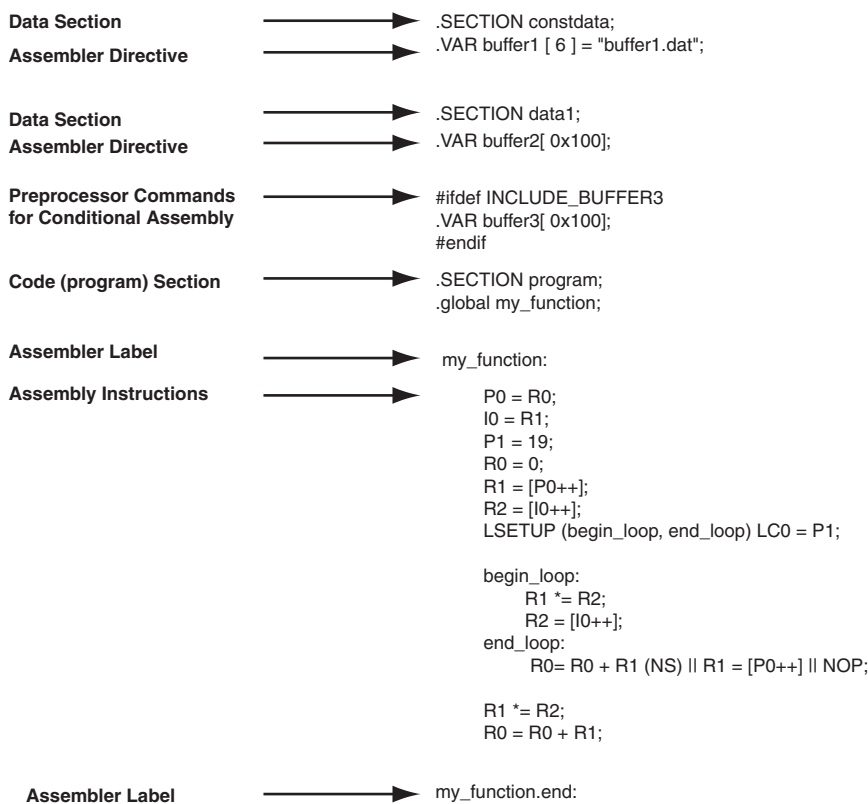 Data Section .SECTION constdata;
Assembler Directive .VAR buffer1 [ 6 ] = "buffer1.dat";
Data Section .SECTION data1;
Assembler Directive .VAR buffer2[ 0x100];
Preprocessor Commands #ifdef INCLUDE_BUFFER3
for Conditional Assembly .VAR buffer3[ 0x100];
#endif
Code (program) Section .SECTION program;
.global my_function;
Assembler Label my_function:
Assembly Instructions P0 = R0;
I0 = R1;
P1 = 19;
R0 = 0;
R1 = [P0++];
R2 = [I0++];
LSETUP (begin_loop, end_loop) LC0 = P1;
begin_loop:
R1 *= R2;
R2 = [I0++];
end_loop:
R0= R0 + R1 (NS) || R1 = [P0++] || NOP;
R1 *= R2;
R0 = R0 + R1;
Assembler Label my_function.end: